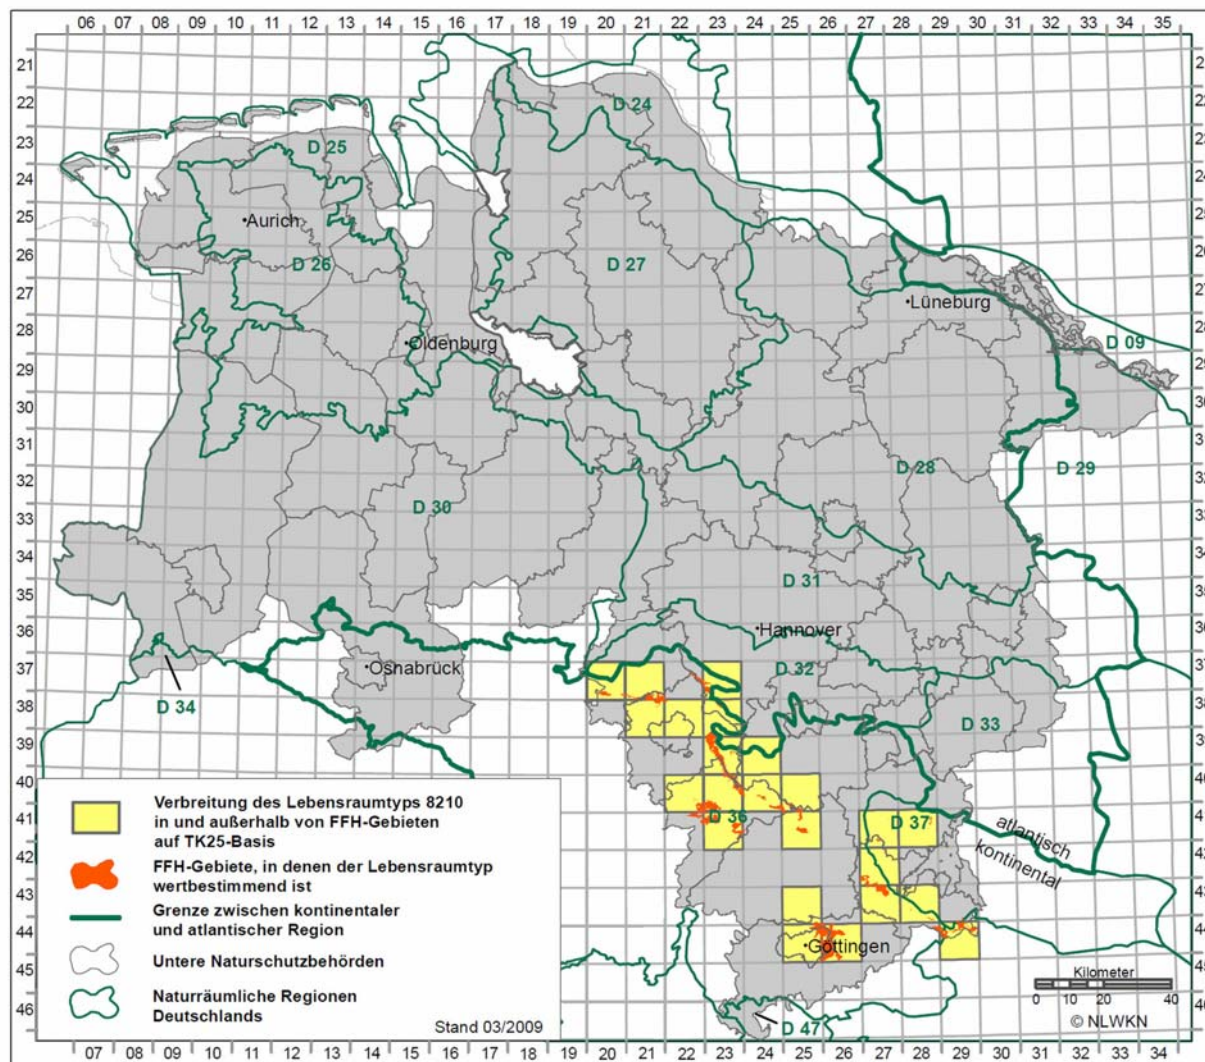 06 07 08 09 10 11 12 13 14 15 16 17 18 19 20 21 22 23 24 25 26 27 28 29 30 31 32 33 34 35
21
22
23
24
25
26
27
28
29
30
31
32
33
34
35
36
37
38
39
40
41
42
43
44
45
46
D 24
D 25
Aurich
D 26
D 27
Lüneburg
Oldenburg
D 09
D 28
D 29
D 30
D 31
Hannover
Osnabrück
D 32
D 34
D 33
D 36
D 37
atlantisch
kontinental
Göttingen
D 47
Verbreitung des Lebensraumtyps 8210
in und außerhalb von FFH-Gebieten
auf TK25-Basis
FFH-Gebiete, in denen der Lebensraumtyp
wertbestimmend ist
Grenze zwischen kontinentaler
und atlantischer Region
Untere Naturschutzbehörden
Naturräumliche Regionen
Deutschlands
Stand 03/2009
Kilometer
0 5 10 20 40
© NLWKN
07 08 09 10 11 12 13 14 15 16 17 18 19 20 21 22 23 24 25 26 27 28 29 30 31 32 33 34 35